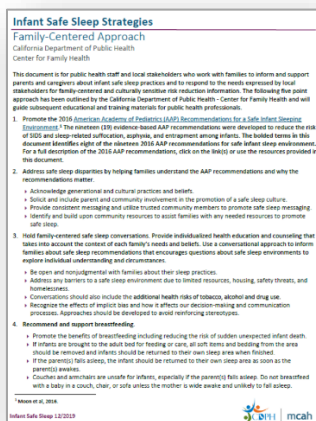 Infant Safe Sleep Strategies
Family-Centered Approach
California Department of Public Health
Center for Family Health
This document is for public health staff and local stakeholders who work with families to inform and support
parents and caregivers about infant safe sleep practices and to respond to the needs expressed by local
stakeholders for family-centered and culturally sensitive risk reduction information. The following five point
approach has been outlined by the California Department of Public Health - Center for Family Health and will
guide subsequent educational and training materials for public health professionals.
1. Promote the 2016 American Academy of Pediatrics (AAP) Recommendations for a Safe Infant Sleeping
Environment.¹ The nineteen (19) evidence-based AAP recommendations were developed to reduce the risk
of SIDS and sleep-related suffocation, asphyxia, and entrapment among infants. The bolded terms in this
document identify eight of the nineteen 2016 AAP recommendations for safe infant sleep environment.
For a full description of the 2016 AAP recommendations, click on the link(s) or use the resources provided in
this document.
2. Address safe sleep disparities by helping families understand the AAP recommendations and why the
recommendations matter.
• Acknowledge generational and cultural practices and beliefs.
• Solicit and include parent and community involvement in the promotion of a safe sleep culture.
• Provide consistent messaging and utilize trusted community members to promote safe sleep messaging.
• Identify and build upon community resources to assist families with any needed resources to promote
safe sleep.
3. Hold family-centered safe sleep conversations. Provide individualized health education and counseling that
takes into account the context of each family's needs and beliefs. Use a conversational approach to inform
families about safe sleep recommendations that encourages questions about safe sleep environments to
explore individual understanding and circumstances.
• Be open and nonjudgmental with families about their sleep practices.
• Address any barriers to a safe sleep environment due to limited resources, housing, safety threats, and
homelessness.
• Conversations should also include the additional health risks of tobacco, alcohol and drug use.
• Recognize the effects of implicit bias and how it affects our decision-making and communication
processes. Approaches should be developed to avoid reinforcing stereotypes.
4. Recommend and support breastfeeding.
• Promote the benefits of breastfeeding including reducing the risk of sudden unexpected infant death.
• If infants are brought to the adult bed for feeding or care, all soft items and bedding from the area
should be removed and infants should be returned to their own sleep area when finished.
• If the parent(s) falls asleep, the infant should be returned to their own sleep area as soon as the
parent(s) awakes.
• Couches and armchairs are unsafe for infants, especially if the parent(s) falls asleep. Do not breastfeed
with a baby in a couch, chair, or sofa unless the mother is wide awake and unlikely to fall asleep.
¹ Moon et al, 2016.
Infant Safe Sleep 12/2019
CDPH | mcah